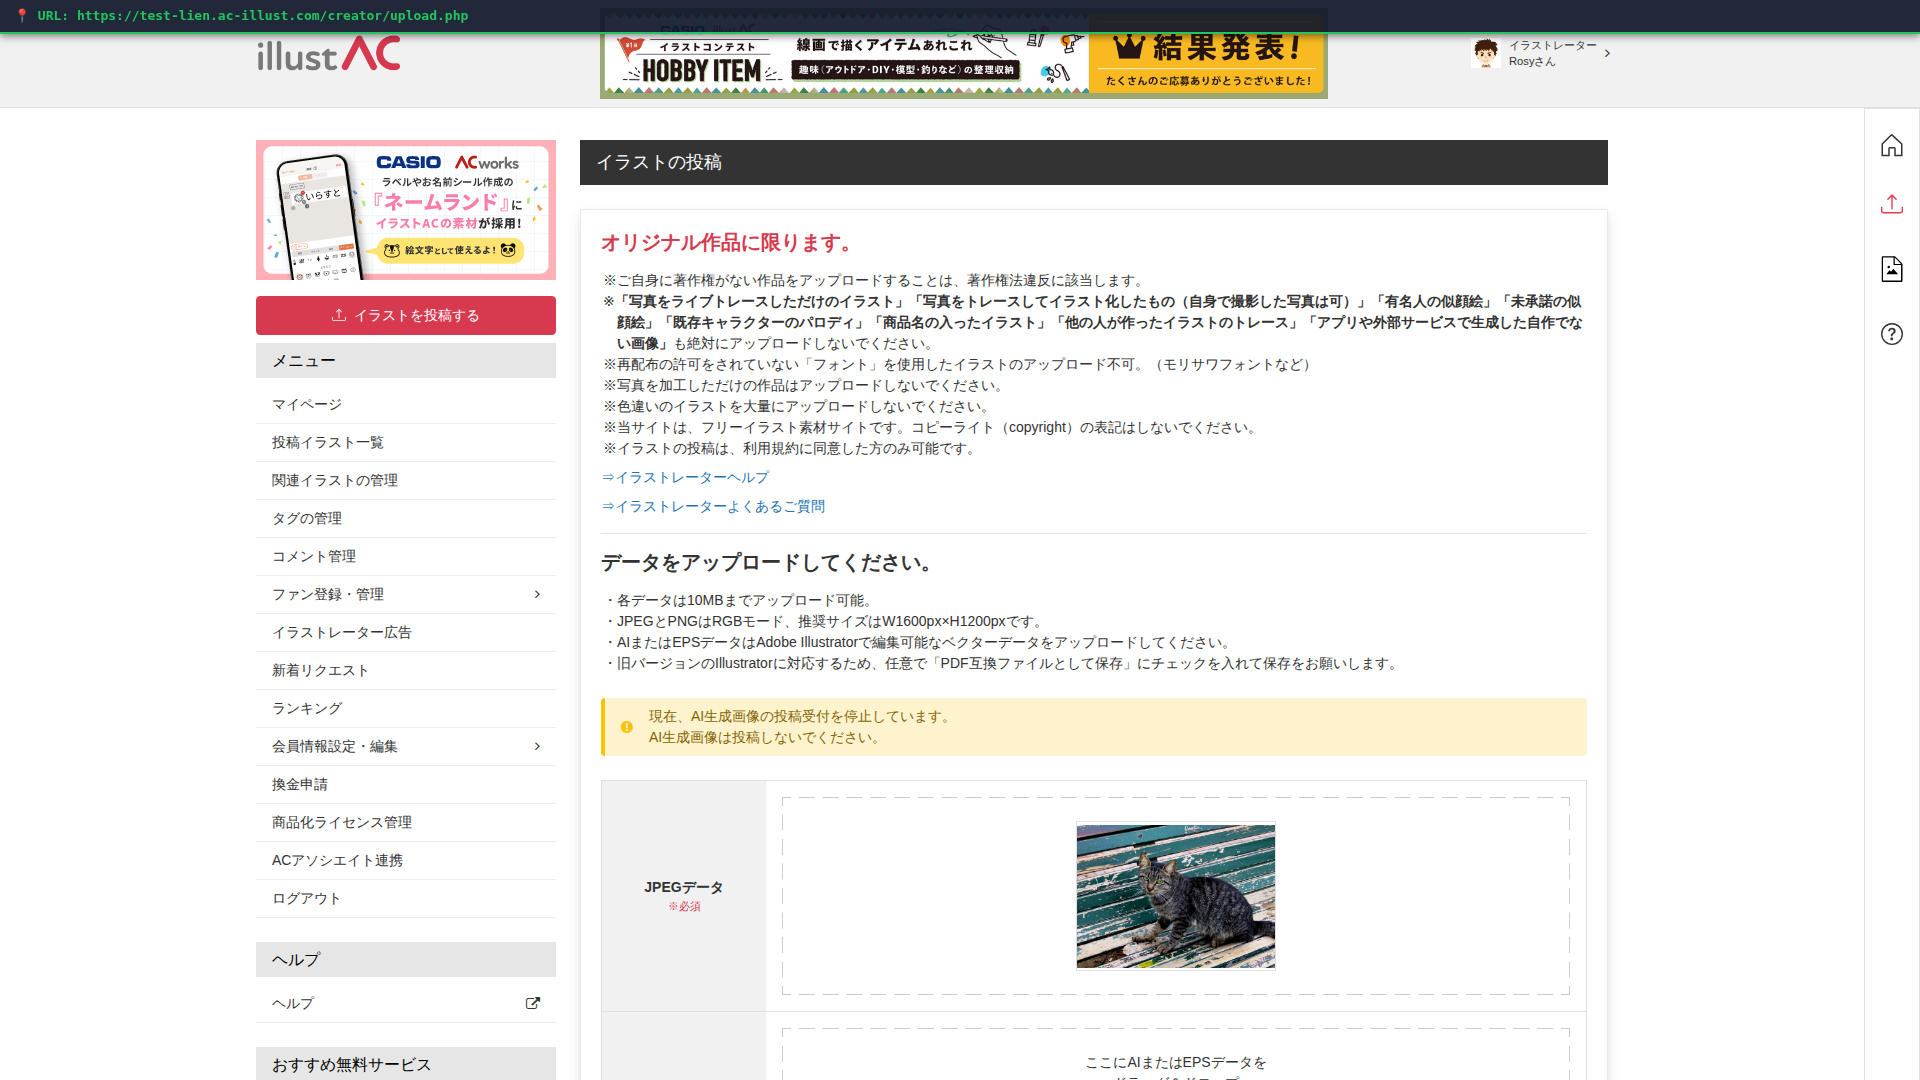 📍 URL: https://test-lien.ac-illust.com/creator/upload.php
illustAC
イラストコンテスト
HOBBY ITEM
線画で描くアイテムあれこれ
趣味(アウトドア・DIY・模型・釣りなど)の整理収納
結果発表!
たくさんのご応募ありがとうございました!
イラストレーター
Rosyさん
CASIO ACworks
ラベルやお名前シール作成の
『ネームランド』に
イラストACの素材が採用!
絵文字として使えるよ!
いらすと
イラストを投稿する
メニュー
マイページ
投稿イラスト一覧
関連イラストの管理
タグの管理
コメント管理
ファン登録・管理
イラストレーター広告
新着リクエスト
ランキング
会員情報設定・編集
換金申請
商品化ライセンス管理
ACアソシエイト連携
ログアウト
ヘルプ
ヘルプ
おすすめ無料サービス
イラストの投稿
オリジナル作品に限ります。
※ご自身に著作権がない作品をアップロードすることは、著作権法違反に該当します。
※「写真をライブトレースしただけのイラスト」「写真をトレースしてイラスト化したもの（自身で撮影した写真は可）」「有名人の似顔絵」「未承諾の似
顔絵」「既存キャラクターのパロディ」「商品名の入ったイラスト」「他の人が作ったイラストのトレース」「アプリや外部サービスで生成した自作でな
い画像」も絶対にアップロードしないでください。
※再配布の許可をされていない「フォント」を使用したイラストのアップロード不可。（モリサワフォントなど）
※写真を加工しただけの作品はアップロードしないでください。
※色違いのイラストを大量にアップロードしないでください。
※当サイトは、フリーイラスト素材サイトです。コピーライト（copyright）の表記はしないでください。
※イラストの投稿は、利用規約に同意した方のみ可能です。
⇒イラストレーターヘルプ
⇒イラストレーターよくあるご質問
データをアップロードしてください。
・各データは10MBまでアップロード可能。
・JPEGとPNGはRGBモード、推奨サイズはW1600px×H1200pxです。
・AIまたはEPSデータはAdobe Illustratorで編集可能なベクターデータをアップロードしてください。
・旧バージョンのIllustratorに対応するため、任意で「PDF互換ファイルとして保存」にチェックを入れて保存をお願いします。
現在、AI生成画像の投稿受付を停止しています。
AI生成画像は投稿しないでください。
JPEGデータ
※必須
ここにAIまたはEPSデータを